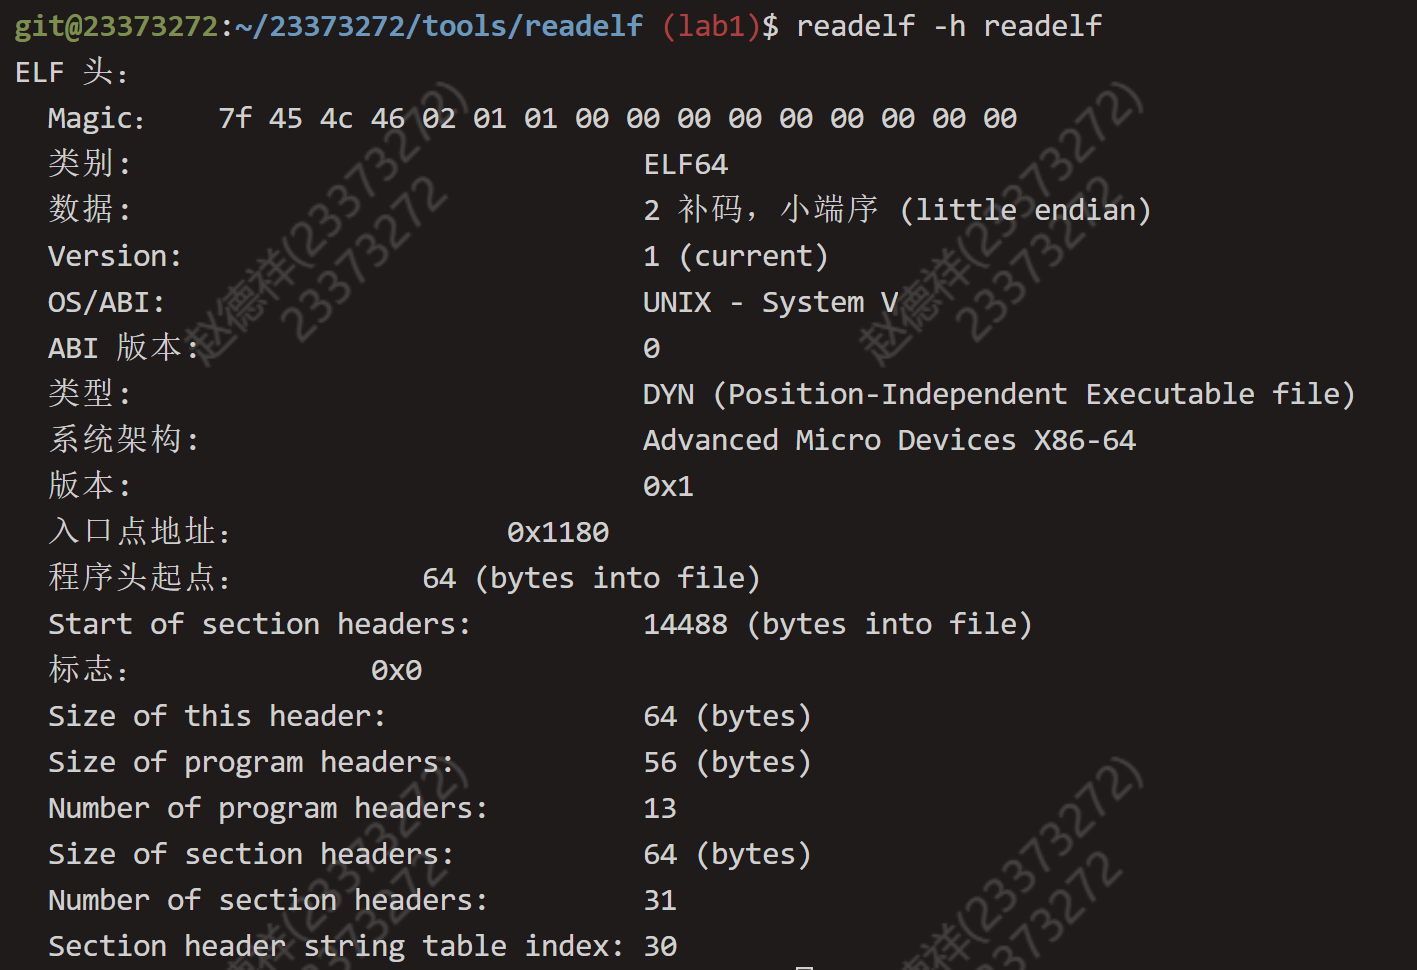 git@23373272:~/23373272/tools/readelf (lab1)$ readelf -h readelf
ELF 头：
Magic： 7f 45 4c 46 02 01 01 00 00 00 00 00 00 00 00 00
类别: ELF64
数据: 2 补码，小端序 (little endian)
Version: 1 (current)
OS/ABI: UNIX - System V
ABI 版本: 0
类型: DYN (Position-Independent Executable file)
系统架构: Advanced Micro Devices X86-64
版本: 0x1
入口点地址： 0x1180
程序头起点： 64 (bytes into file)
Start of section headers: 14488 (bytes into file)
标志： 0x0
Size of this header: 64 (bytes)
Size of program headers: 56 (bytes)
Number of program headers: 13
Size of section headers: 64 (bytes)
Number of section headers: 31
Section header string table index: 30
赵德祥(23373272)
23373272
赵德祥(23373272)
23373272
赵德祥(23373272)
23373272
赵德祥(23373272)
23373272